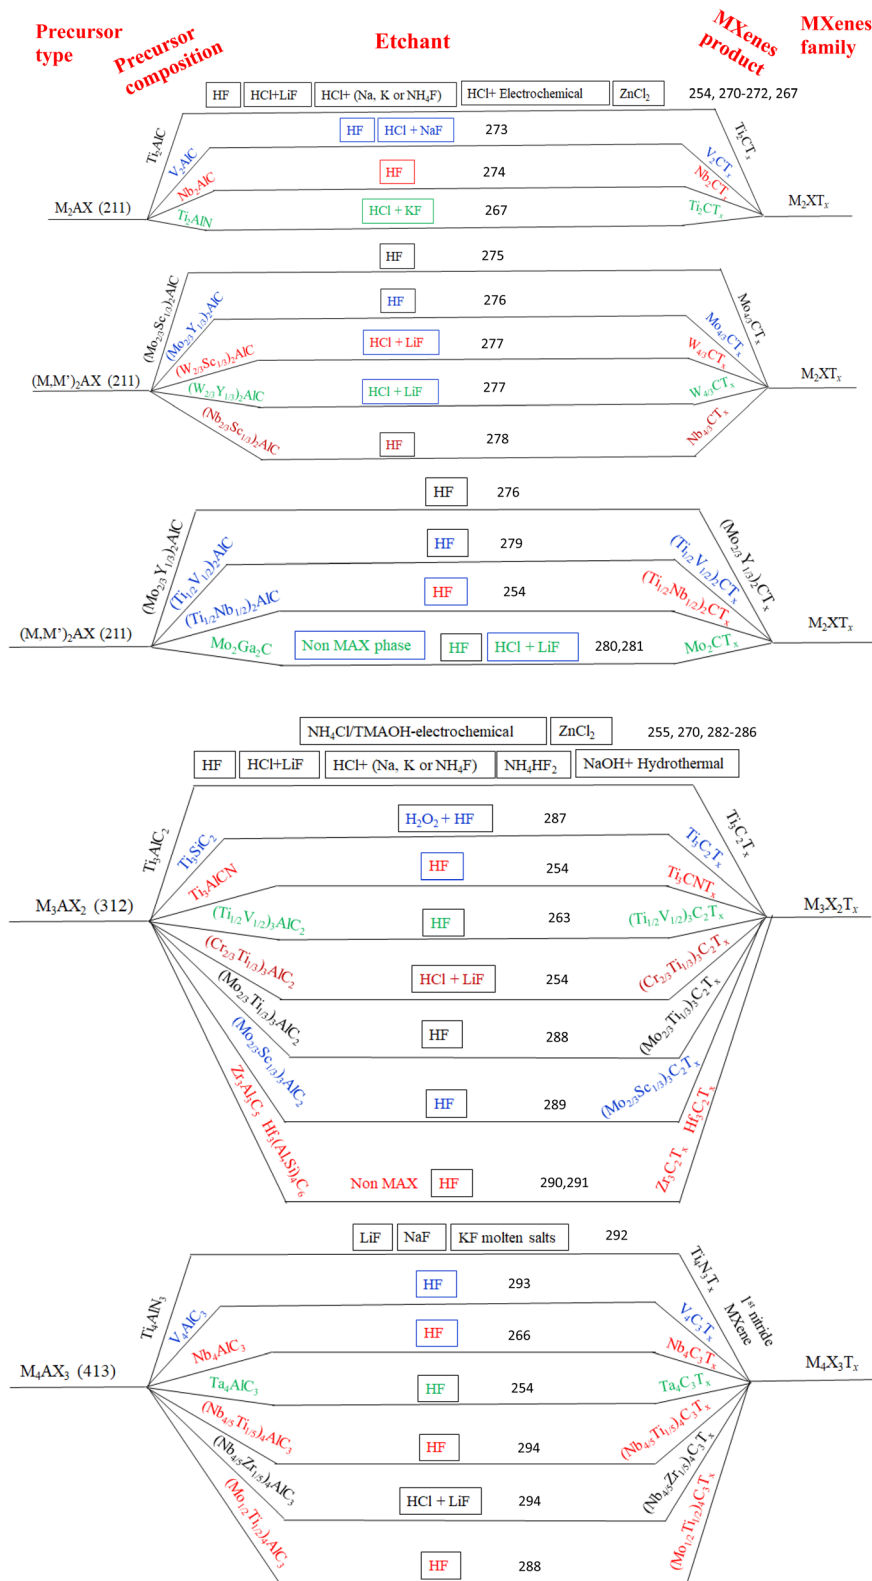 Precursor type
Precursor composition
Etchant
MXenes product
MXenes family
HF HCl+LiF HCl+ (Na, K or NH₄F) HCl+ Electrochemical ZnCl₂ 254, 270-272, 267
Ti₂AlC Ti₂CTₓ
HF HCl + NaF 273
V₂AlC V₂CTₓ
HF 274
Nb₂AlC Nb₂CTₓ
HCl + KF 267
Ti₂AlN Ti₂CTₓ
M₂AX (211) M₂XTₓ
HF 275
(Mo₂/₃Sc₁/₃)₂AlC Mo₄/₃CTₓ
HF 276
(Mo₂/₃Y₁/₃)₂AlC Mo₄/₃CTₓ
HCl + LiF 277
(W₂/₃Sc₁/₃)₂AlC W₄/₃CTₓ
(M,M’)₂AX (211) M₂XTₓ
HCl + LiF 277
(W₂/₃Y₁/₃)₂AlC W₄/₃CTₓ
HF 278
(Nb₂/₃Sc₁/₃)₂AlC Nb₄/₃CTₓ
HF 276
(Mo₂/₃Y₁/₃)₂AlC (Mo₂/₃Y₁/₃)₂CTₓ
HF 279
(Ti₁/₂V₁/₂)₂AlC (Ti₁/₂V₁/₂)₂CTₓ
HF 254
(Ti₁/₂Nb₁/₂)₂AlC (Ti₁/₂Nb₁/₂)₂CTₓ
(M,M’)₂AX (211) M₂XTₓ
Mo₂Ga₂C Non MAX phase HF HCl + LiF 280,281 Mo₂CTₓ
NH₄Cl/TMAOH-electrochemical ZnCl₂ 255, 270, 282-286
HF HCl+LiF HCl+ (Na, K or NH₄F) NH₄HF₂ NaOH+ Hydrothermal
Ti₃AlC₂ Ti₃C₂Tₓ
H₂O₂ + HF 287
Ti₃SiC₂ Ti₃C₂Tₓ
HF 254
Ti₃AlCN Ti₃CNTₓ
M₃AX₂ (312) M₃X₂Tₓ
(Ti₁/₂V₁/₂)₃AlC₂ HF 263 (Ti₁/₂V₁/₂)₃C₂Tₓ
(Cr₂/₃Ti₁/₃)₃AlC₂ HCl + LiF 254 (Cr₂/₃Ti₁/₃)₃C₂Tₓ
(Mo₂/₃Ti₁/₃)₃AlC₂ HF 288 (Mo₂/₃Ti₁/₃)₃C₂Tₓ
(Mo₂/₃Sc₁/₃)₃AlC₂ HF 289 (Mo₂/₃Sc₁/₃)₃C₂Tₓ
Zr₃Al₃C₅ Hf₃(Al,Si)₄C₆ Non MAX HF 290,291 Zr₃C₂Tₓ Hf₃C₂Tₓ
LiF NaF KF molten salts 292
Ti₄AlN₃ Ti₄N₃Tₓ
1ˢᵗ nitride
MXene
HF 293
V₄AlC₃ V₄C₃Tₓ
HF 266
Nb₄AlC₃ Nb₄C₃Tₓ
M₄AX₃ (413) M₄X₃Tₓ
Ta₄AlC₃ HF 254 Ta₄C₃Tₓ
(Nb₄/₅Ti₁/₅)₄AlC₃ HF 294 (Nb₄/₅Ti₁/₅)₄C₃Tₓ
(Nb₄/₅Zr₁/₅)₄AlC₃ HCl + LiF 294 (Nb₄/₅Zr₁/₅)₄C₃Tₓ
(Mo₁/₂Ti₁/₂)₄AlC₃ HF 288 (Mo₁/₂Ti₁/₂)₄C₃Tₓ